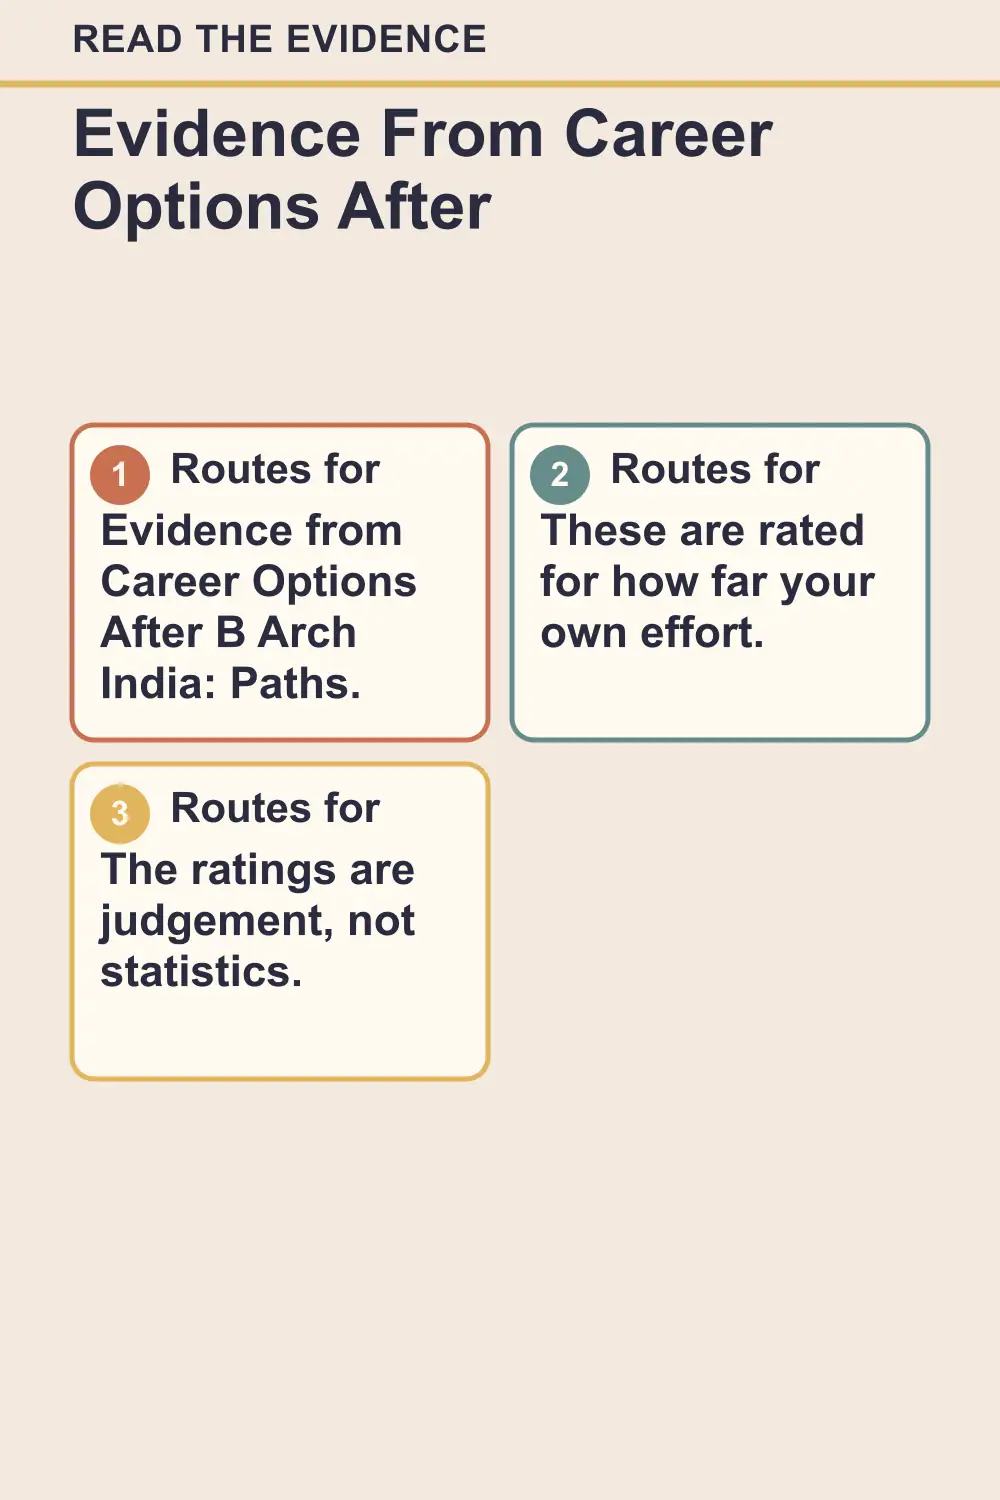 READ THE EVIDENCE
Evidence From Career
Options After
1 Routes for
Evidence from
Career Options
After B Arch
India: Paths.
2 Routes for
These are rated
for how far your
own effort.
3 Routes for
The ratings are
judgement, not
statistics.